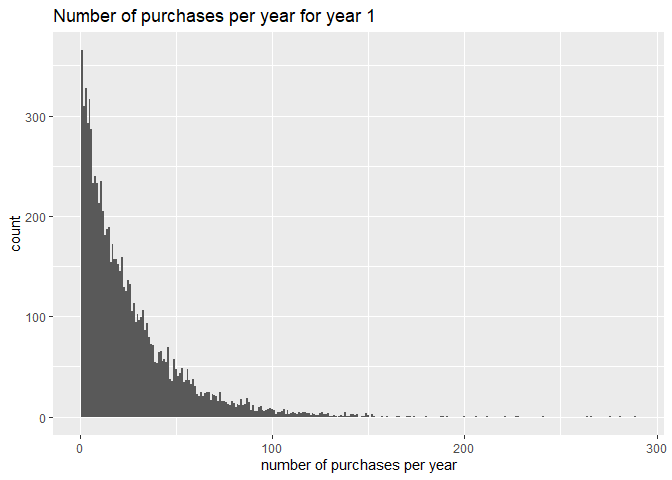 Number of purchases per year for year 1
300
200
100
0
count
0 100 200 300
number of purchases per year